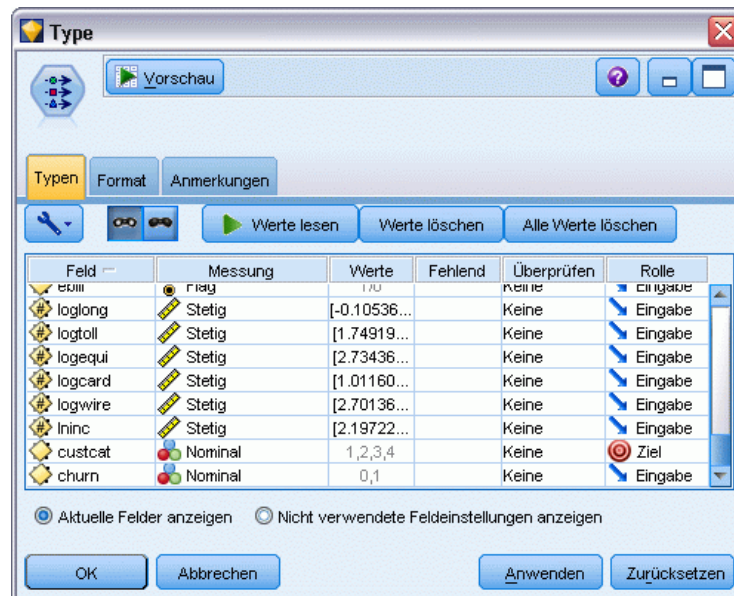 Type
Vorschau
Typen Format Anmerkungen
Werte lesen Werte löschen Alle Werte löschen
Feld Messung Werte Fehlend Überprüfen Rolle
ebill Flag 1/0 Keine Eingabe
loglong Stetig [-0.10536... Keine Eingabe
logtoll Stetig [1.74919... Keine Eingabe
logequi Stetig [2.73436... Keine Eingabe
logcard Stetig [1.01160... Keine Eingabe
logwire Stetig [2.70136... Keine Eingabe
lninc Stetig [2.19722... Keine Eingabe
custcat Nominal 1,2,3,4 Keine Ziel
churn Nominal 0,1 Keine Eingabe
Aktuelle Felder anzeigen Nicht verwendete Feldeinstellungen anzeigen
OK Abbrechen Anwenden Zurücksetzen